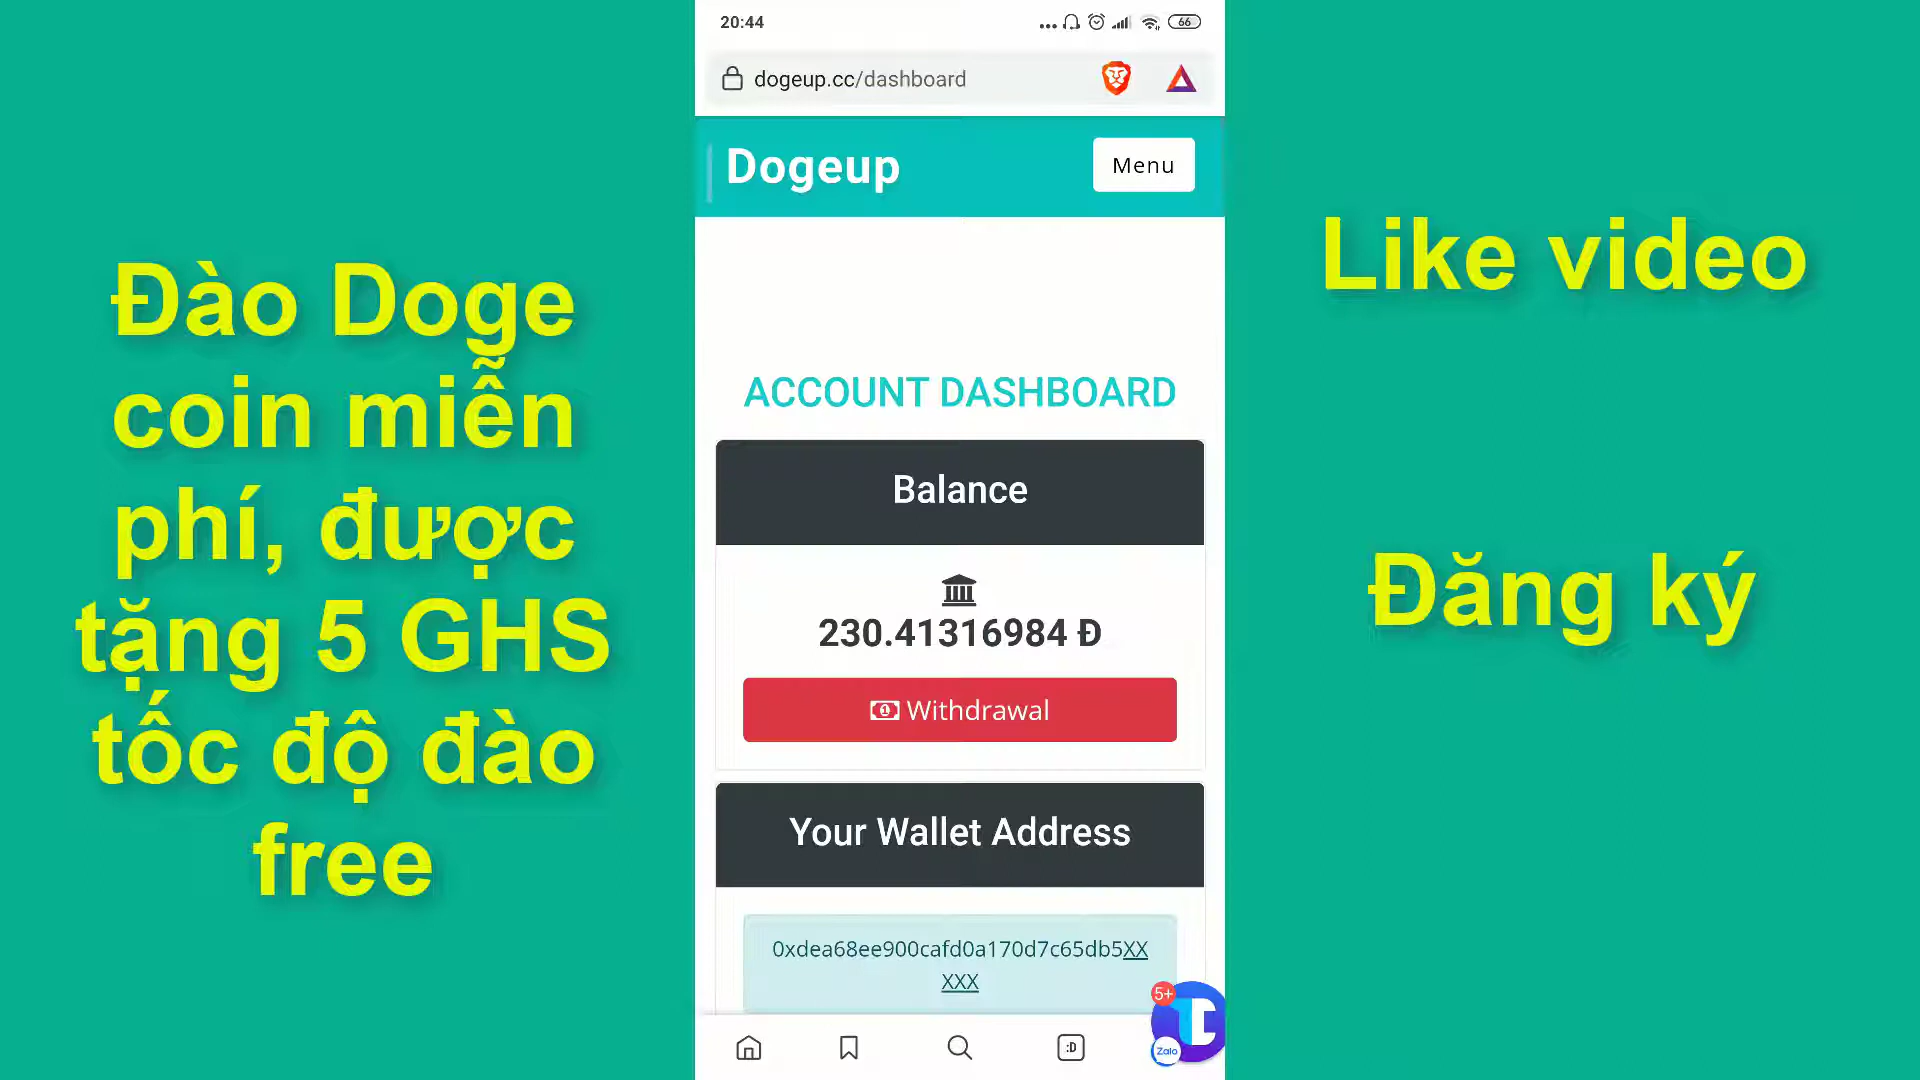 Đào Doge
coin miễn
phí, được
tặng 5 GHS
tốc độ đào
free
20:44
66
dogeup.cc/dashboard
Dogeup
Menu
ACCOUNT DASHBOARD
Balance
230.41316984 Đ
Withdrawal
Your Wallet Address
0xdea68ee900cafd0a170d7c65db5XX
XXX
5+
Zalo
:D
Like video
Đăng ký